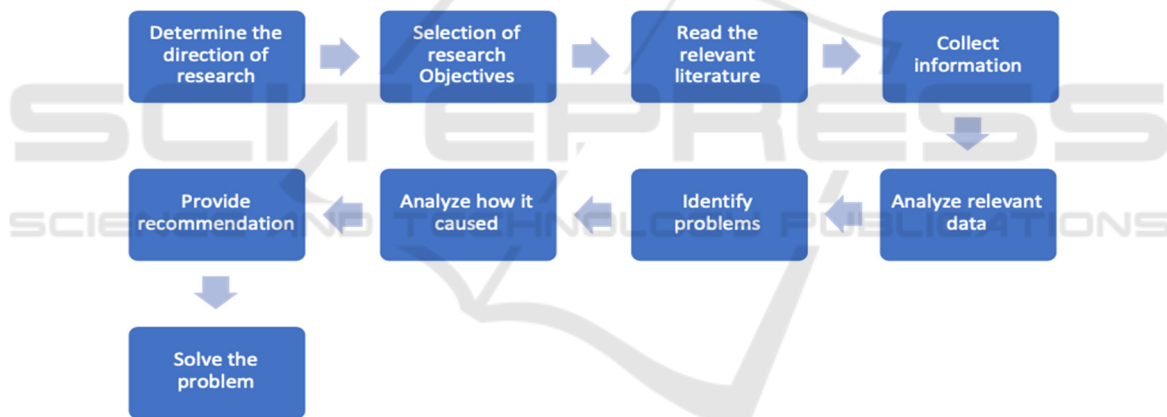 Determine the
direction of
research
Selection of
research
Objectives
Read the
relevant
literature
Collect
information
SCITEPRESS
Analyze relevant
data
Identify
problems
Analyze how it
caused
Provide
recommendation
SCIENCE AND TECHNOLOGY PUBLICATIONS
Solve the
problem